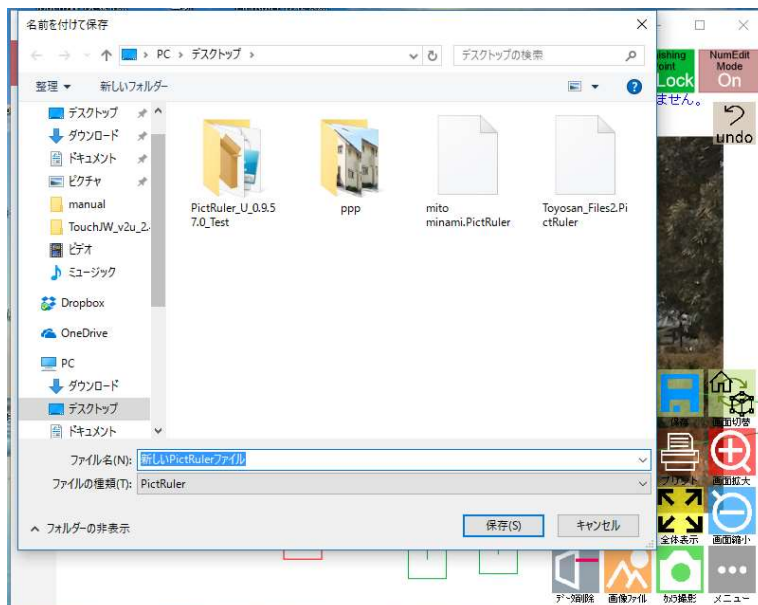 名前を付けて保存
PC > デスクトップ >
デスクトップの検索
整理
新しいフォルダー
デスクトップ
ダウンロード
ドキュメント
ピクチャ
manual
TouchJW_v2u_2.
ビデオ
ミュージック
Dropbox
OneDrive
PC
ダウンロード
デスクトップ
ドキュメント
PictRuler_U_0.9.5
7.0_Test
ppp
mito
minami.PictRuler
Toyosan_Files2.Pi
ctRuler
ファイル名(N): 新しいPictRulerファイル
ファイルの種類(T): PictRuler
フォルダーの非表示
保存(S)
キャンセル
ishing
oint
Lock
NumEdit
Mode
On
ません。
undo
保存
画面切替
プリント
画面拡大
全体表示
画面縮小
データ削除
画像ファイル
カメラ撮影
メニュー